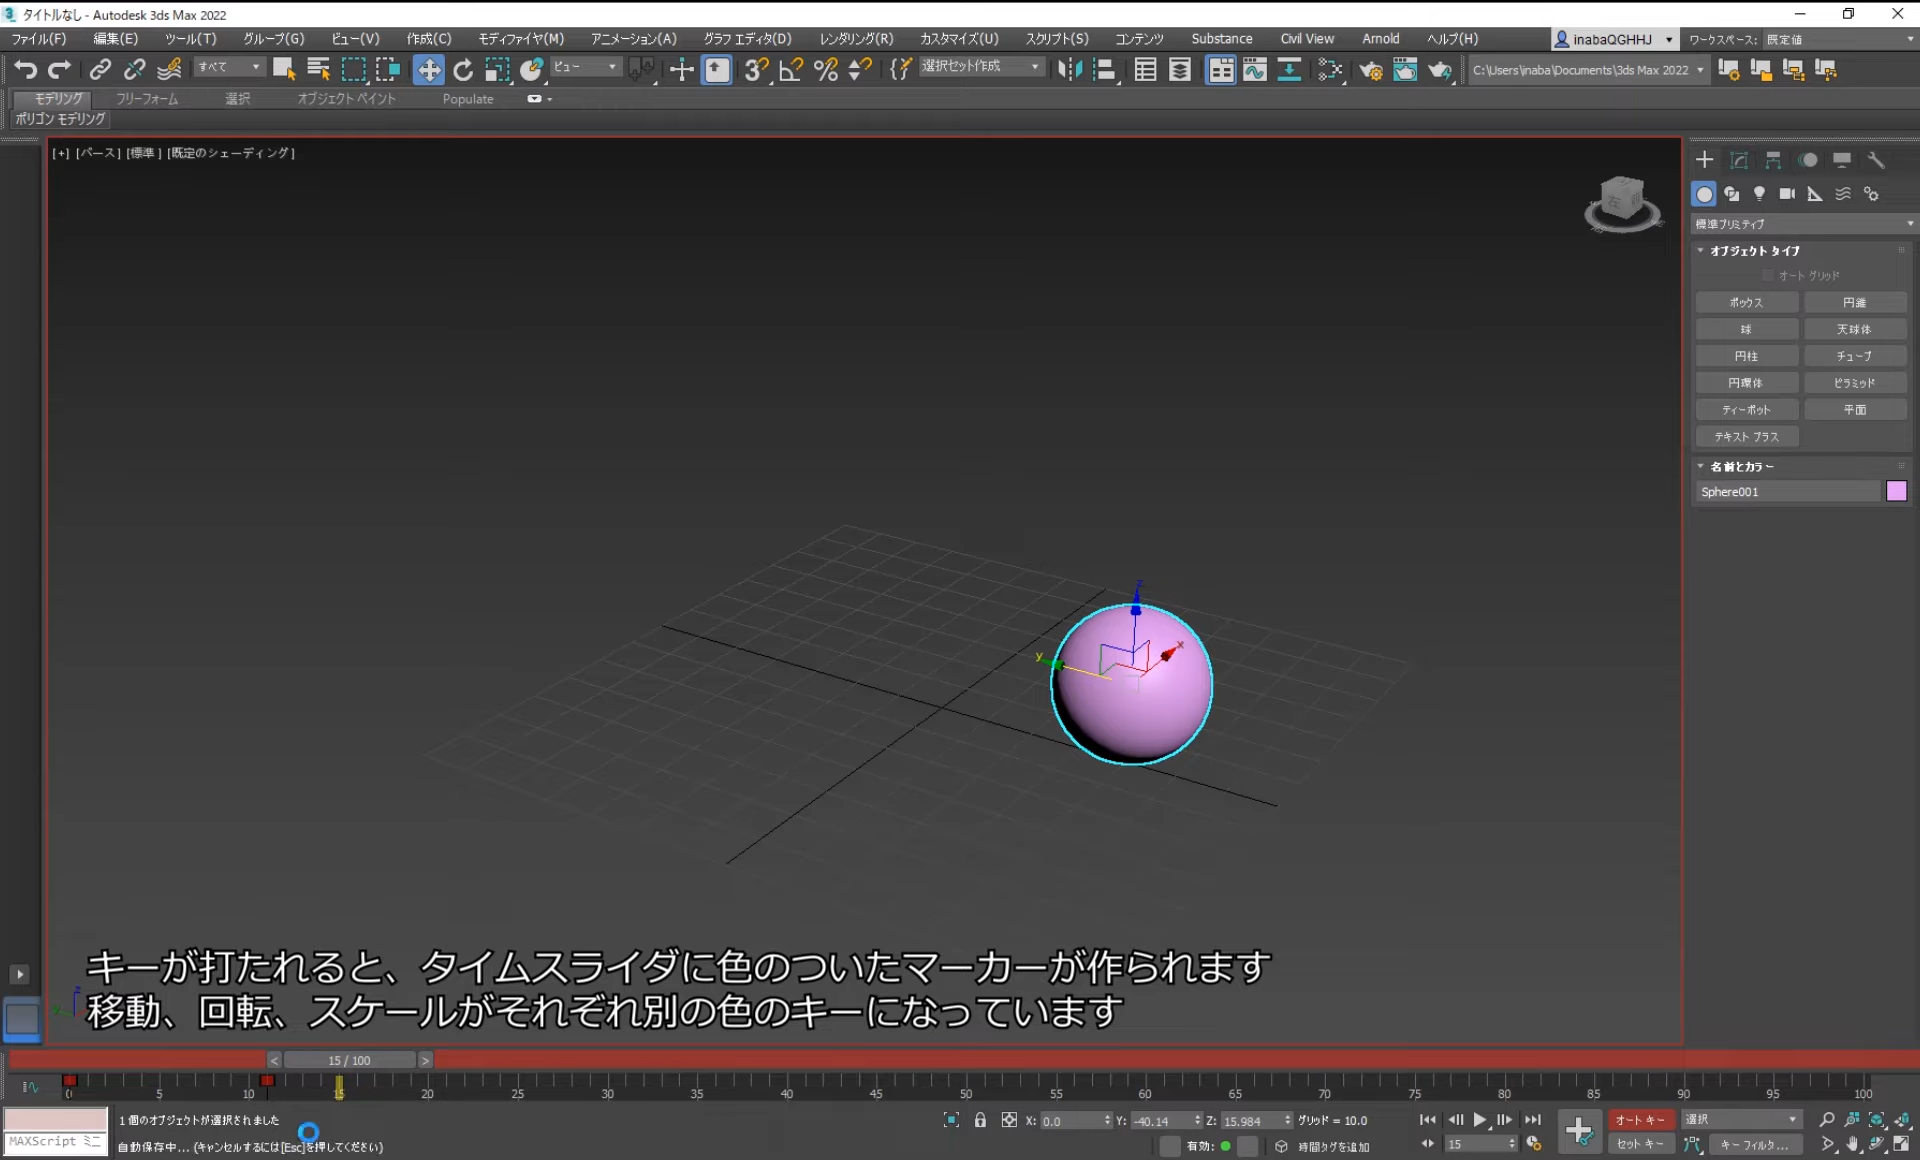 タイトルなし - Autodesk 3ds Max 2022
ファイル(F) 編集(E) ツール(T) グループ(G) ビュー(V) 作成(C) モディファイヤ(M) アニメーション(A) グラフ エディタ(D) レンダリング(R) カスタマイズ(U) スクリプト(S) コンテンツ Substance Civil View Arnold ヘルプ(H) inabaQGHHJ ワークスペース: 既定値
すべて ビュー 選択セット作成 C:\Users\inaba\Documents\3ds Max 2022
モデリング フリーフォーム 選択 オブジェクト ペイント Populate
ポリゴン モデリング
[+] [パース] [標準] [既定のシェーディング]
標準プリミティブ
オブジェクト タイプ
オート グリッド
ボックス 円錐
球 天球体
円柱 チューブ
円環体 ピラミッド
ティーポット 平面
テキスト プラス
名前とカラー
Sphere001
z
x
y
キーが打たれると、タイムスライダに色のついたマーカーが作られます
移動、回転、スケールがそれぞれ別の色のキーになっています
< 15 / 100 >
0 5 10 15 20 25 30 35 40 45 50 55 60 65 70 75 80 85 90 95 100
1 個のオブジェクトが選択されました X: 0.0 Y: -40.14 Z: 15.984 グリッド = 10.0 オート キー 選択
MAXScript ミニ 自動保存中... (キャンセルするには[Esc]を押してください) 有効: 時間タグを追加 15 セット キー キー フィルタ...